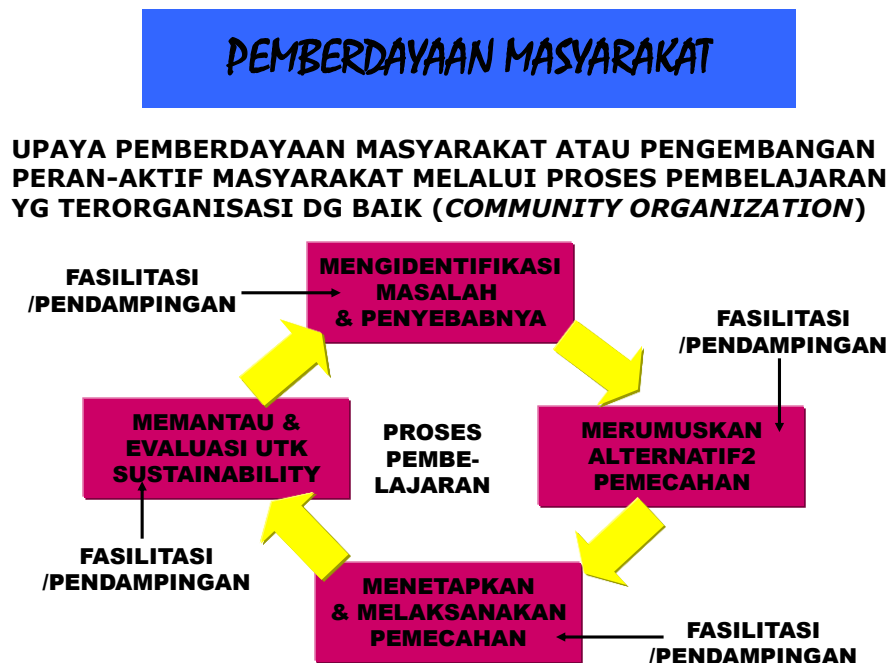 PEMBERDAYAAN MASYARAKAT
UPAYA PEMBERDAYAAN MASYARAKAT ATAU PENGEMBANGAN
PERAN-AKTIF MASYARAKAT MELALUI PROSES PEMBELAJARAN
YG TERORGANISASI DG BAIK (COMMUNITY ORGANIZATION)
FASILITASI
/PENDAMPINGAN
MENGIDENTIFIKASI
MASALAH
& PENYEBABNYA
FASILITASI
/PENDAMPINGAN
MERUMUSKAN
ALTERNATIF2
PEMECAHAN
PROSES
PEMBE-
LAJARAN
MEMANTAU &
EVALUASI UTK
SUSTAINABILITY
FASILITASI
/PENDAMPINGAN
MENETAPKAN
& MELAKSANAKAN
PEMECAHAN
FASILITASI
/PENDAMPINGAN